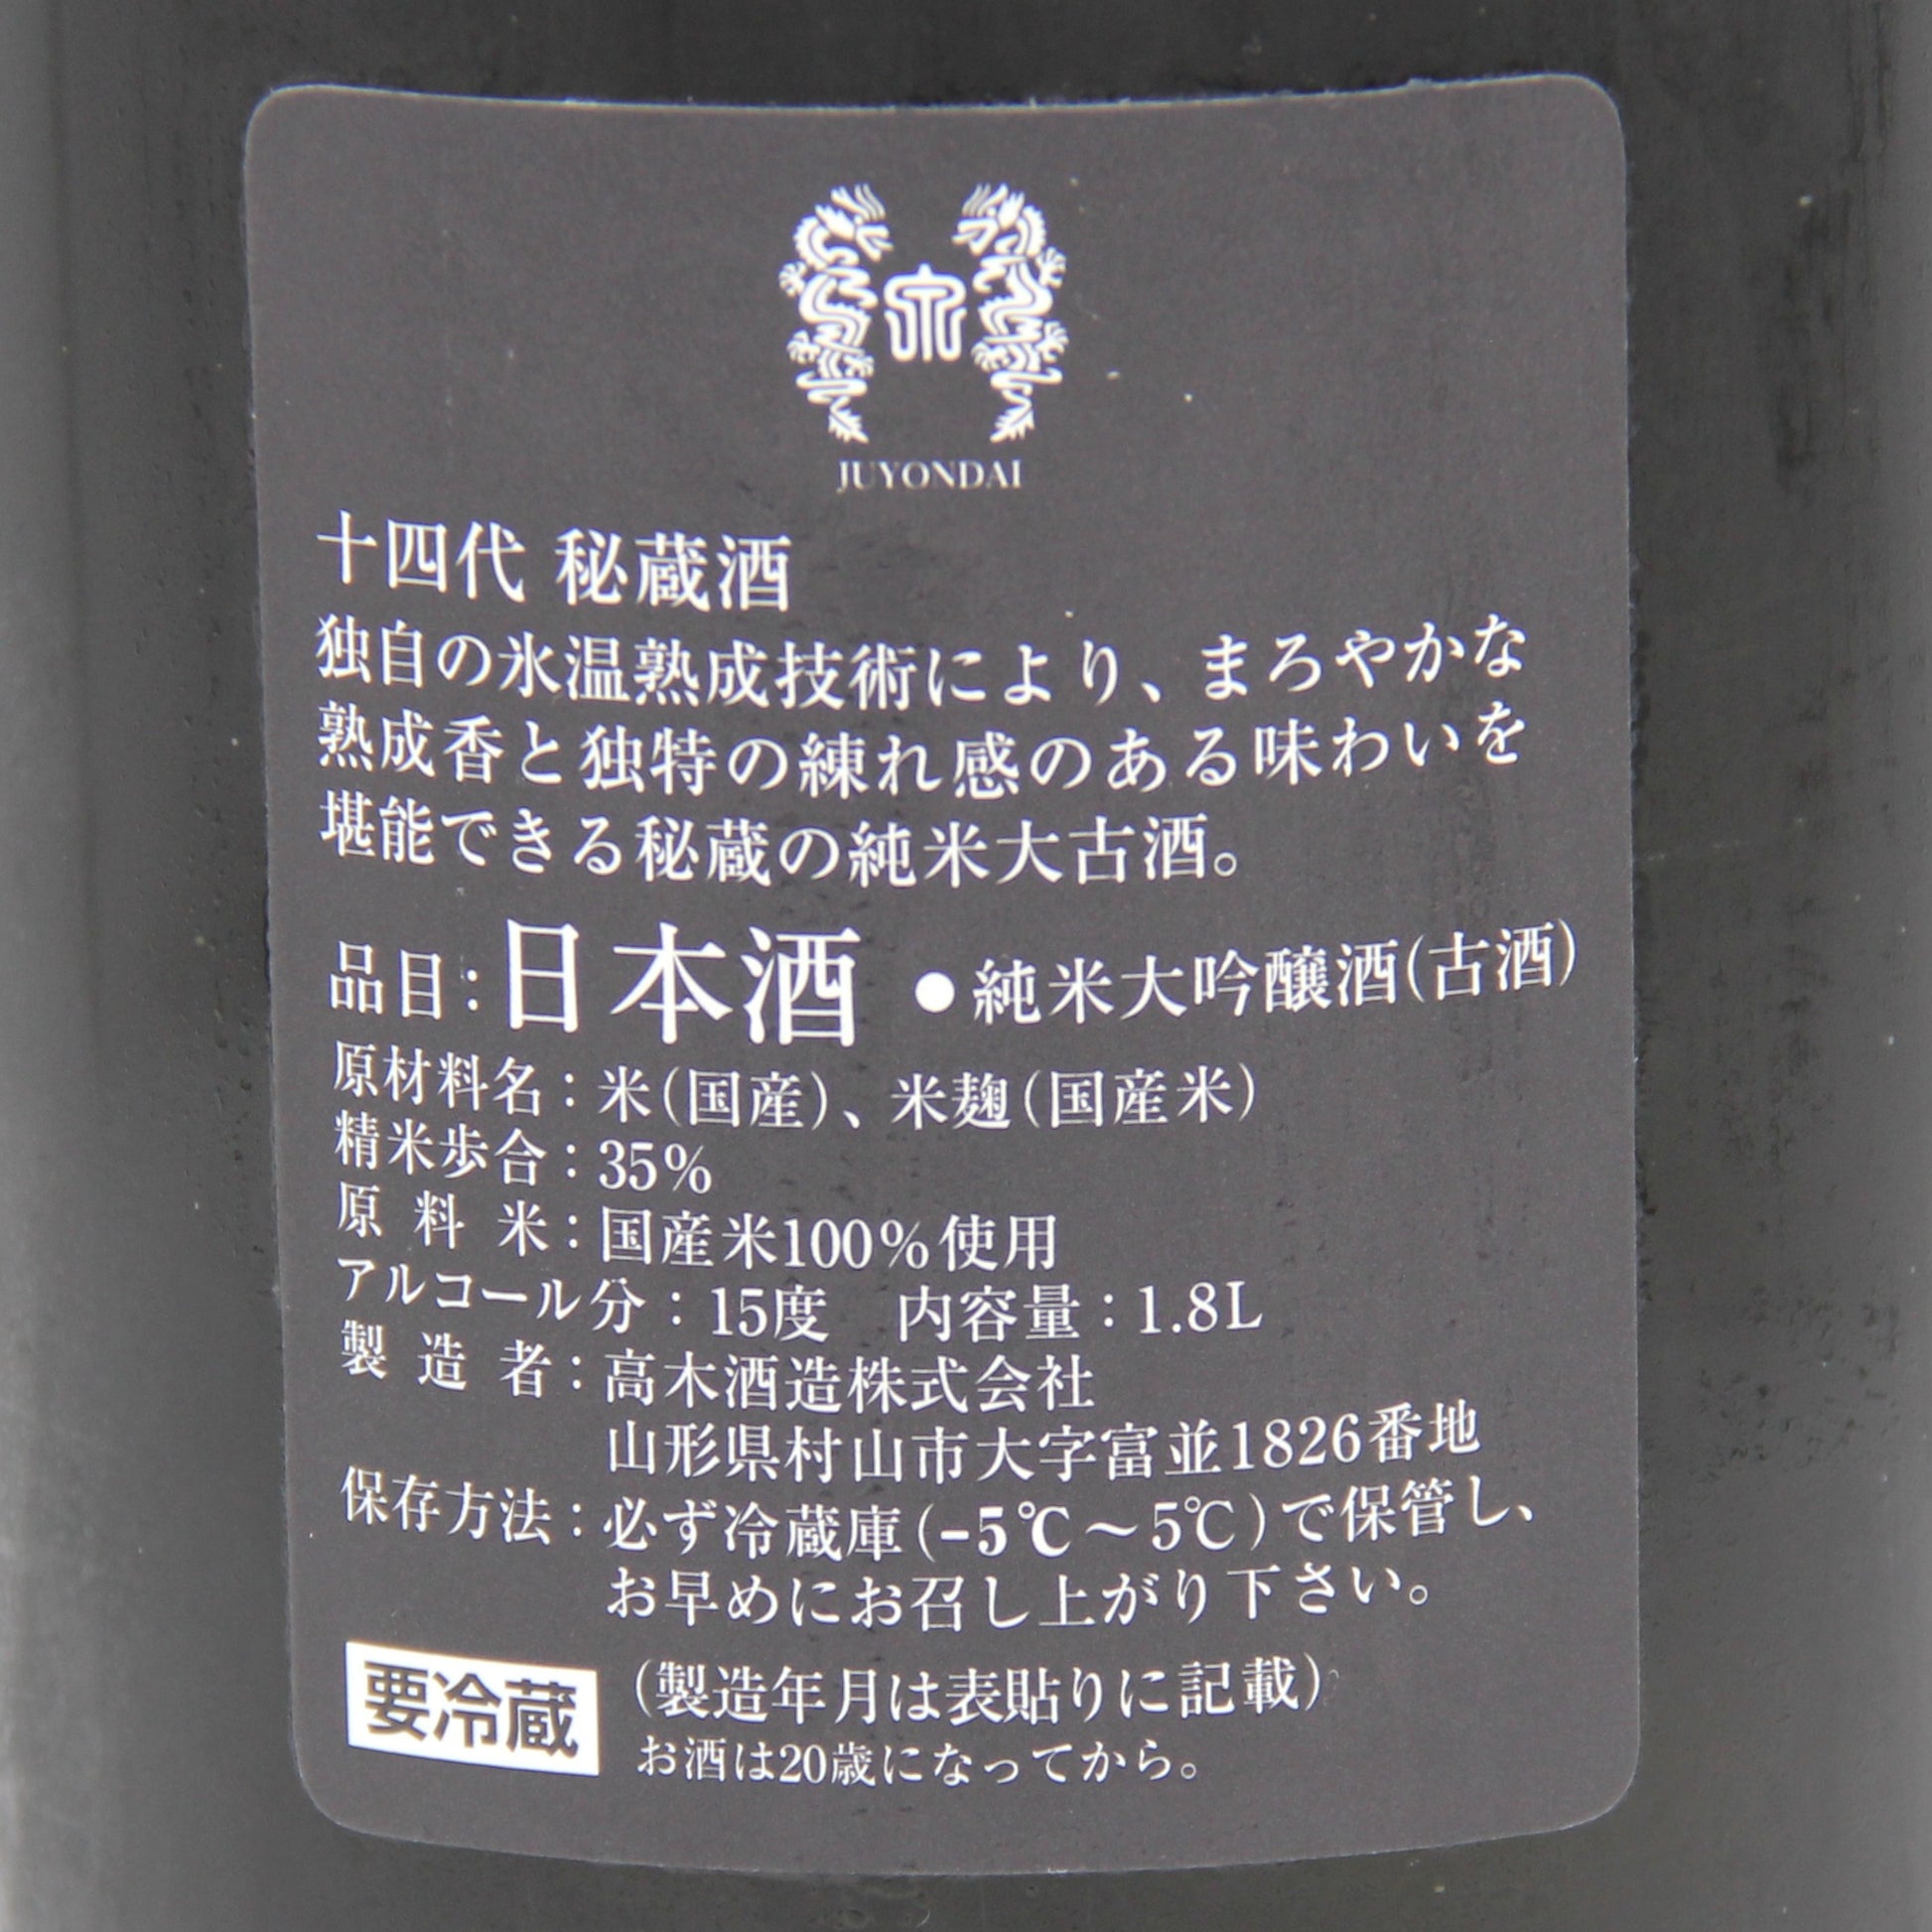 泉
JUYONDAI
十四代 秘蔵酒
独自の氷温熟成技術により、まろやかな
熟成香と独特の練れ感のある味わいを
堪能できる秘蔵の純米大古酒。
品目:日本酒 ●純米大吟醸酒(古酒)
原材料名:米(国産)、米麹(国産米)
精米歩合:35%
原料米:国産米100%使用
アルコール分:15度 内容量:1.8L
製造者:高木酒造株式会社
山形県村山市大字富並1826番地
保存方法:必ず冷蔵庫(-5℃〜5℃)で保管し、
お早めにお召し上がり下さい。
要冷蔵 (製造年月は表貼りに記載)
お酒は20歳になってから。